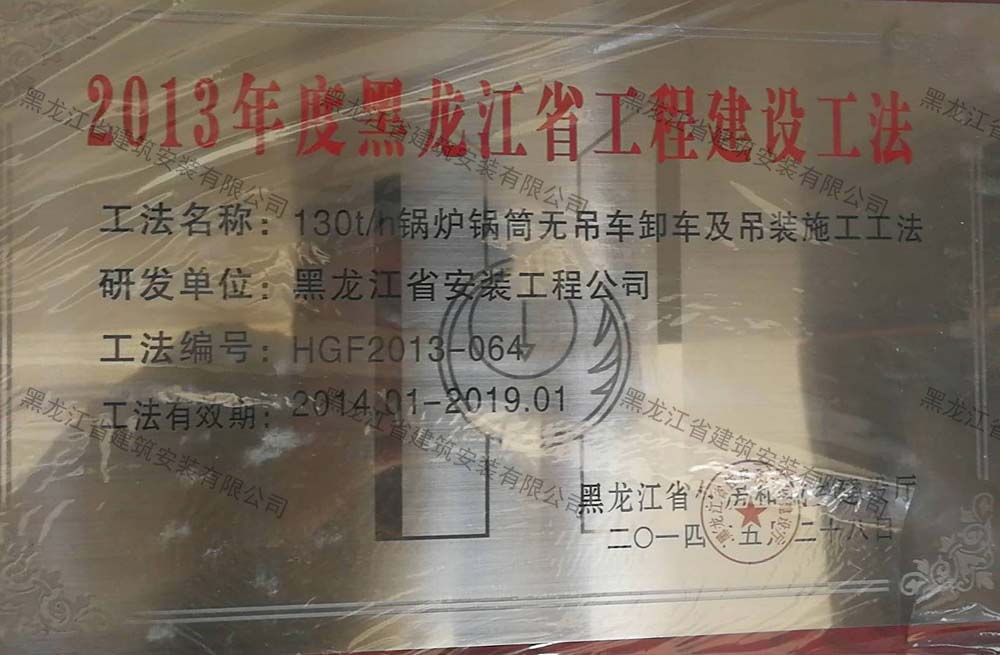 2013年度黑龙江省工程建设工法
工法名称：130t/h锅炉锅筒无吊车卸车及吊装施工工法
研发单位：黑龙江省安装工程公司
工法编号：HGF2013-064
工法有效期：2014.01-2019.01
黑龙江省 厅
二〇一四 五 二十八日
黑龙江省建筑安装有限公司
黑龙江省建筑安装有限公司
黑龙江省建筑安装有限公司
黑龙江省建筑安装有限公司